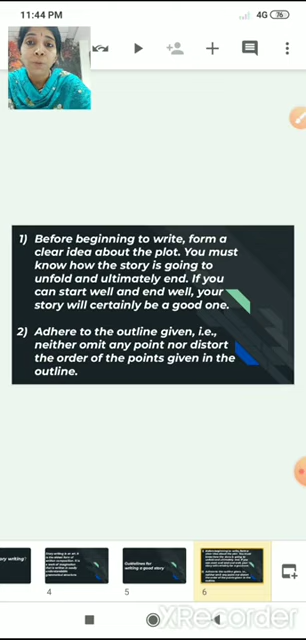 11:44 PM
4G 76
1) Before beginning to write, form a
clear idea about the plot. You must
know how the story is going to
unfold and ultimately end. If you
can start well and end well, your
story will certainly be a good one.
2) Adhere to the outline given, i.e.,
neither omit any point nor distort
the order of the points given in the
outline.
ory writing?
Guidelines for
writing a good story
4
5
6
XRecorder